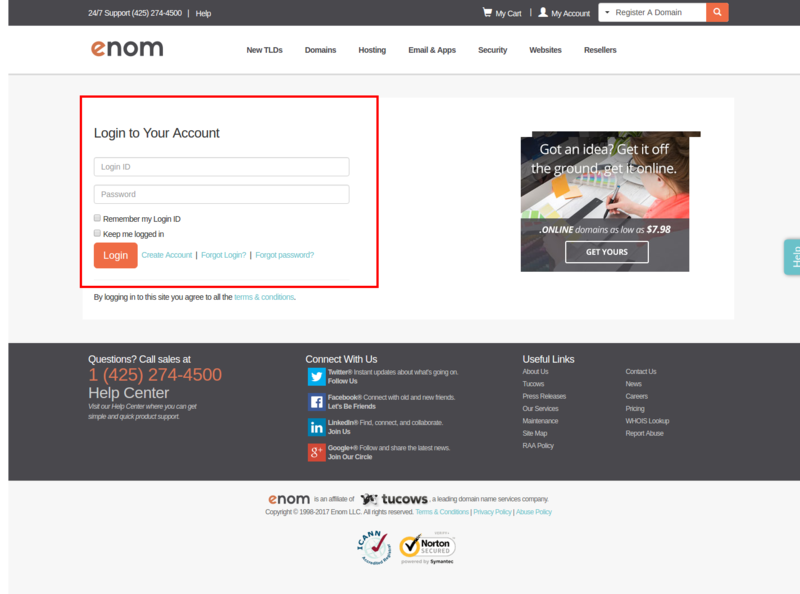 24/7 Support (425) 274-4500 | Help
My Cart | My Account
Register A Domain
enom
New TLDs Domains Hosting Email & Apps Security Websites Resellers
Login to Your Account
Login ID
Password
Remember my Login ID
Keep me logged in
Login Create Account | Forgot Login? | Forgot password?
By logging in to this site you agree to all the terms & conditions.
Got an idea? Get it off
the ground, get it online.
.ONLINE domains as low as $7.98
GET YOURS
Help
Questions? Call sales at
1 (425) 274-4500
Help Center
Visit our Help Center where you can get
simple and quick product support.
Connect With Us
Twitter® Instant updates about what's going on.
Follow Us
Facebook® Connect with old and new friends.
Let's Be Friends
LinkedIn® Find, connect, and collaborate.
Join Us
Google+® Follow and share the latest news.
Join Our Circle
Useful Links
About Us
Tucows
Press Releases
Our Services
Maintenance
Site Map
RAA Policy
Contact Us
News
Careers
Pricing
WHOIS Lookup
Report Abuse
enom is an affiliate of tucows, a leading domain name services company.
Copyright © 1998-2017 Enom LLC. All rights reserved. Terms & Conditions | Privacy Policy | Abuse Policy
ICANN
Accredited Registrar
Norton
SECURED
powered by Symantec